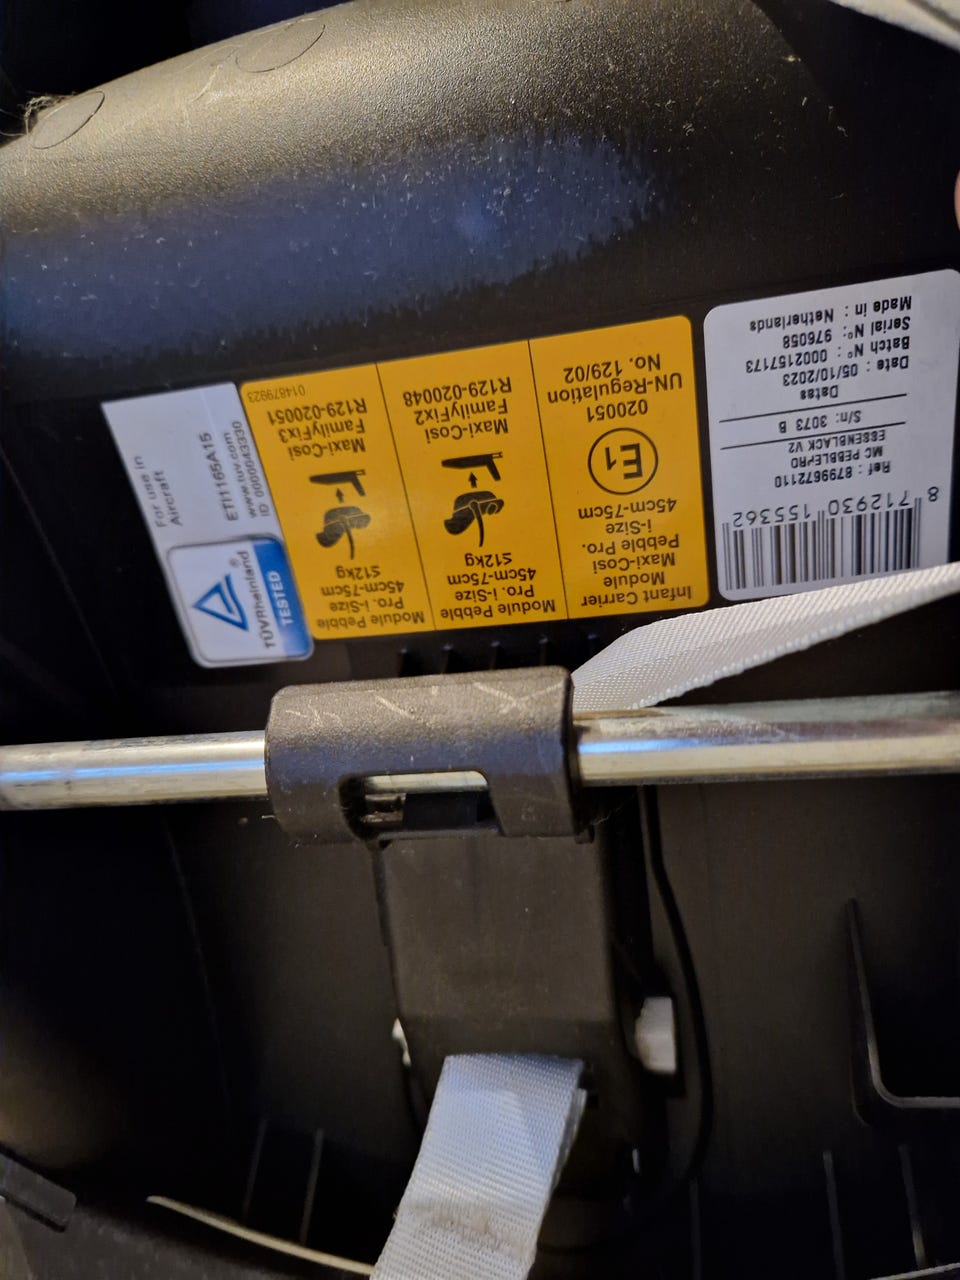 8 712930 155362
Ref : 8799672110
MC PEBBLEPRO
ESSENBLACK V2
S/n: 3073 B
Datas
Date : 05/10/2023
Batch N° : 0002157173
Serial N°: 976058
Made in : Netherlands
Infant Carrier
Module
Maxi-Cosi
Pebble Pro.
i-Size
45cm-75cm
E1
020051
UN-Regulation
No. 129/02
Module Pebble
Pro. i-Size
45cm-75cm
≤12kg
Maxi-Cosi
FamilyFix2
R129-020048
Module Pebble
Pro. i-Size
45cm-75cm
≤12kg
Maxi-Cosi
FamilyFix3
R129-020051
014879923
TÜVRheinland®
TESTED
For use in
Aircraft
ETI1165A15
www.tuv.com
ID 0000043330